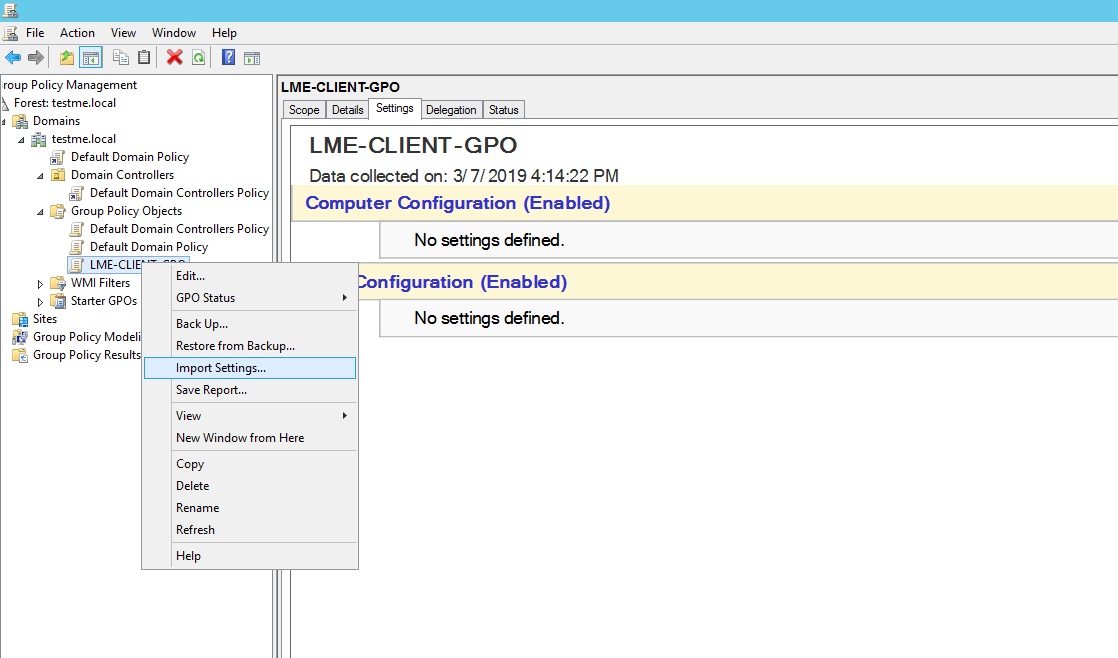 File Action View Window Help
roup Policy Management
Forest: testme.local
Domains
testme.local
Default Domain Policy
Domain Controllers
Default Domain Controllers Policy
Group Policy Objects
Default Domain Controllers Policy
Default Domain Policy
LME-CLIENT-GPO
WMI Filters
Starter GPOs
Sites
Group Policy Modeli
Group Policy Results
Edit...
GPO Status
Back Up...
Restore from Backup...
Import Settings...
Save Report...
View
New Window from Here
Copy
Delete
Rename
Refresh
Help
LME-CLIENT-GPO
Scope Details Settings Delegation Status
LME-CLIENT-GPO
Data collected on: 3/7/2019 4:14:22 PM
Computer Configuration (Enabled)
No settings defined.
Configuration (Enabled)
No settings defined.